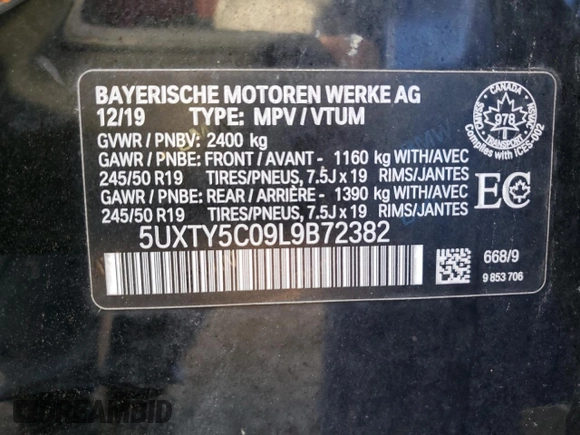 BAYERISCHE MOTOREN WERKE AG
12/19 TYPE: MPV / VTUM
GVWR / PNBV: 2400 kg
GAWR / PNBE: FRONT / AVANT - 1160 kg WITH/AVEC
245/50 R19 TIRES/PNEUS, 7.5J x 19 RIMS/JANTES
GAWR / PNBE: REAR / ARRIÈRE - 1390 kg WITH/AVEC
245/50 R19 TIRES/PNEUS, 7.5J x 19 RIMS/JANTES
5UXTY5C09L9B72382
CANADA
978
Complies with ICES-002
EC
668/9
9 853 706
DREAMBID